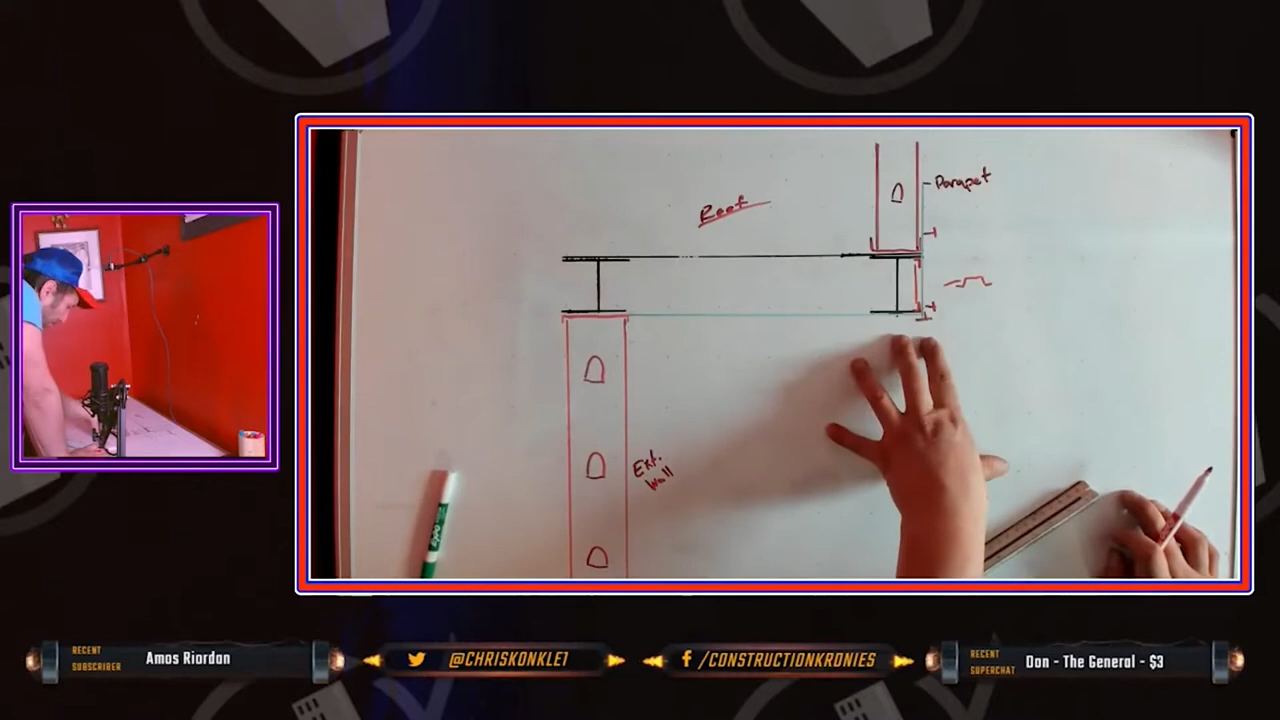 Parapet
Roof
Ext.
Wall
RECENT
SUBSCRIBER
Amos Riordan
@CHRISKONKLE1
/CONSTRUCTIONKRONIES
RECENT
SUPERCHAT
Don - The General - $3